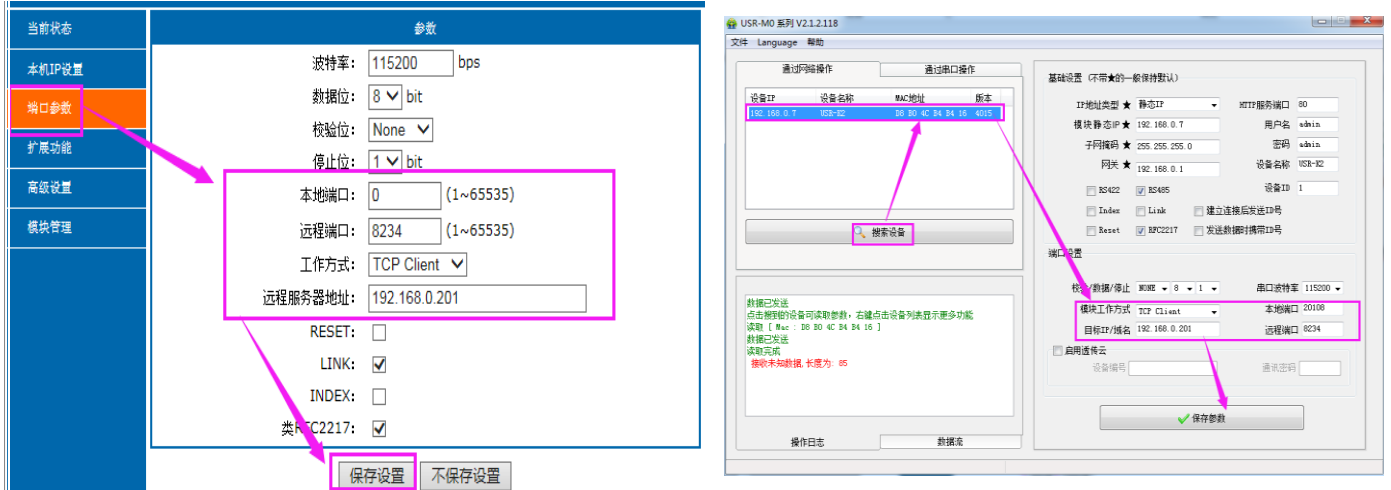 当前状态
本机IP设置
端口参数
扩展功能
高级设置
模块管理
参数
波特率: 115200 bps
数据位: 8 bit
校验位: None
停止位: 1 bit
本地端口: 0 (1~65535)
远程端口: 8234 (1~65535)
工作方式: TCP Client
远程服务器地址: 192.168.0.201
RESET:
LINK:
INDEX:
类RFC2217:
保存设置 不保存设置
USR-M0 系列 V2.1.2.118
文件 Language 帮助
通过网络操作 通过串口操作
设备IP 设备名称 MAC地址 版本
192.168.0.7 USR-K2 D8 B0 4C B4 B4 16 4015
搜索设备
数据已发送
点击搜到的设备可读取参数，右键点击设备列表显示更多功能
读取 [ Mac : D8 B0 4C B4 B4 16 ]
数据已发送
读取完成
接收未知数据,长度为: 85
操作日志 数据流
基础设置 (不带★的一般保持默认)
IP地址类型 ★ 静态IP HTTP服务端口 80
模块静态IP ★ 192.168.0.7 用户名 admin
子网掩码 ★ 255.255.255.0 密码 admin
网关 ★ 192.168.0.1 设备名称 USR-K2
RS422 RS485 设备ID 1
Index Link 建立连接后发送ID号
Reset RFC2217 发送数据时携带ID号
端口设置
校验/数据/停止 NONE 8 1 串口波特率 115200
模块工作方式 TCP Client 本地端口 20108
目标IP/域名 192.168.0.201 远程端口 8234
启用透传云
设备编号 通讯密码
保存参数